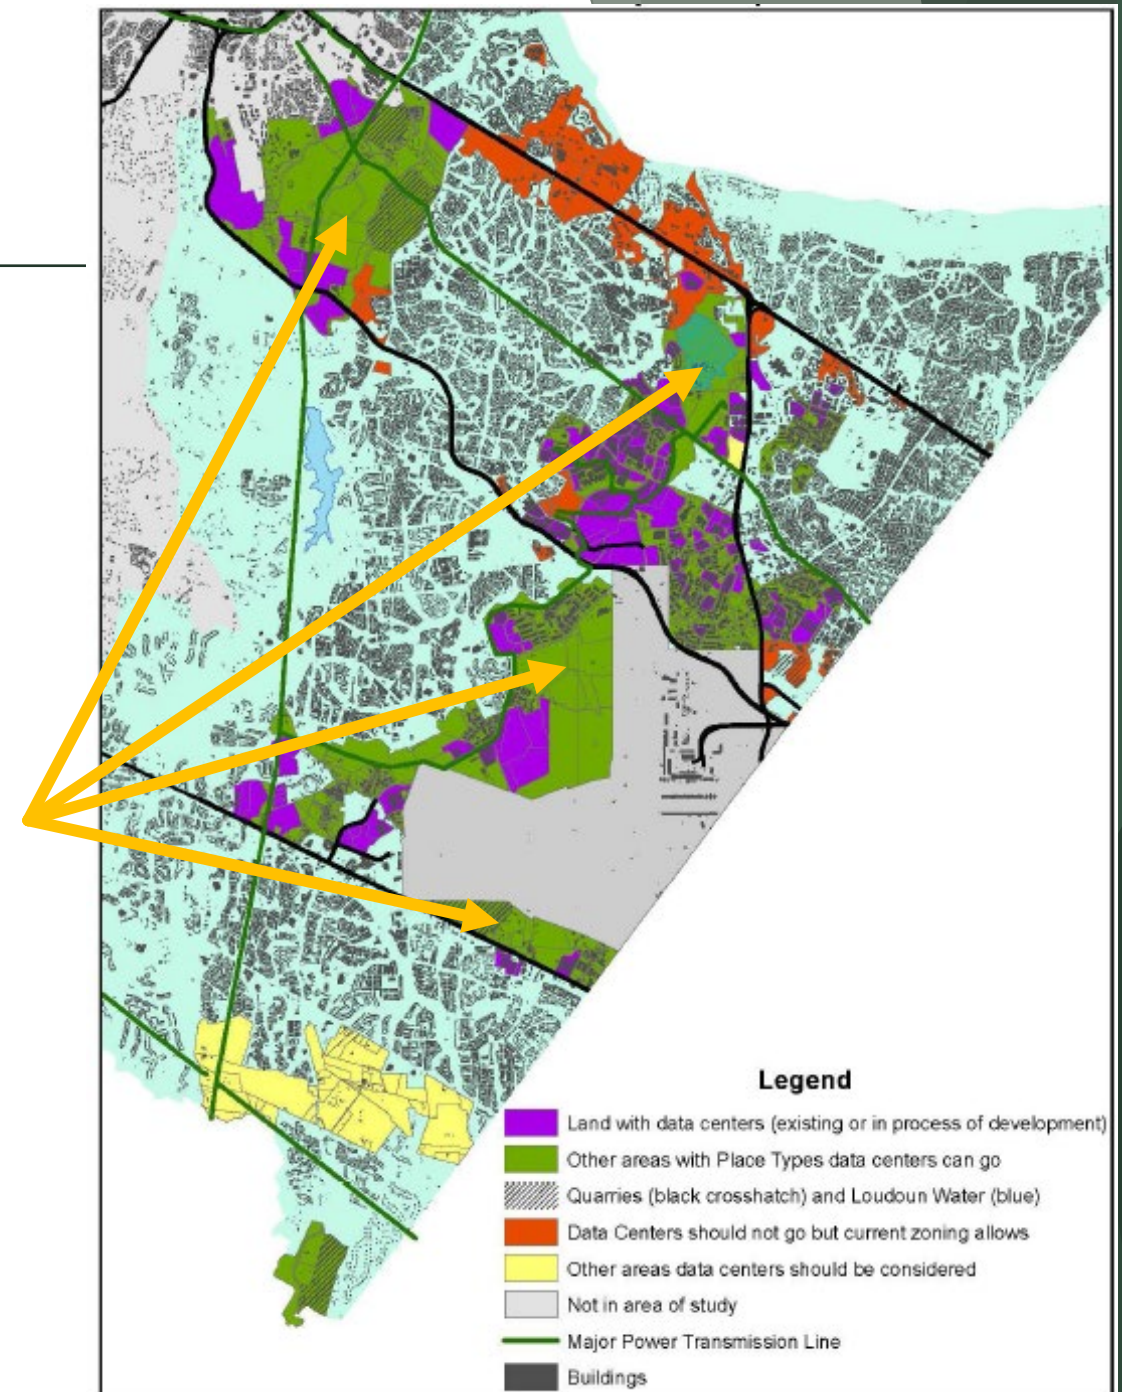 Legend
Land with data centers (existing or in process of development)
Other areas with Place Types data centers can go
Quarries (black crosshatch) and Loudoun Water (blue)
Data Centers should not go but current zoning allows
Other areas data centers should be considered
Not in area of study
Major Power Transmission Line
Buildings